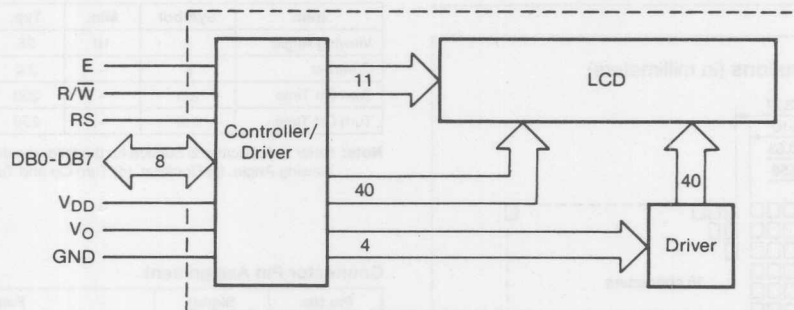 E
R/W̅
RS
DB0-DB7
8
VDD
VO
GND
Controller/
Driver
11
LCD
40
40
4
Driver